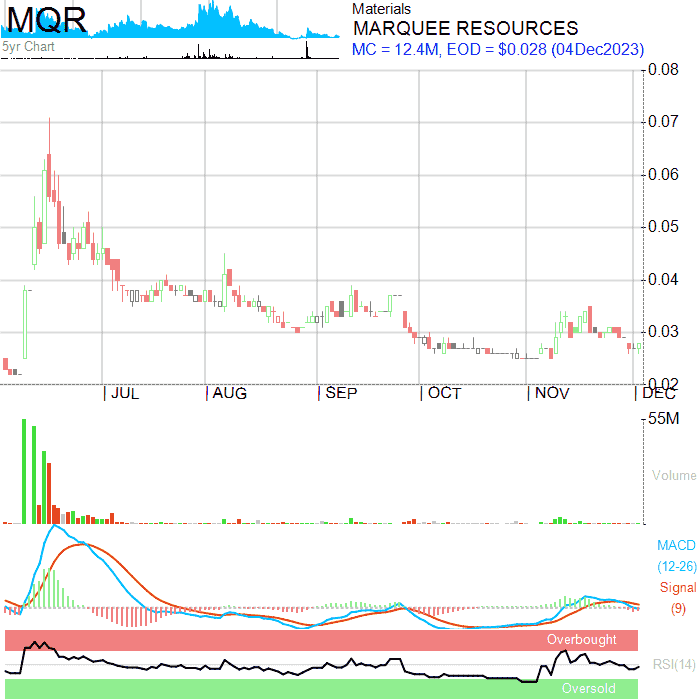 MQR
Materials
MARQUEE RESOURCES
MC = 12.4M, EOD = $0.028 (04Dec2023)
5yr Chart
0.08
0.07
0.06
0.05
0.04
0.03
0.02
JUL AUG SEP OCT NOV DEC
55M
Volume
MACD
(12-26)
Signal
(9)
Overbought
RSI(14)
Oversold